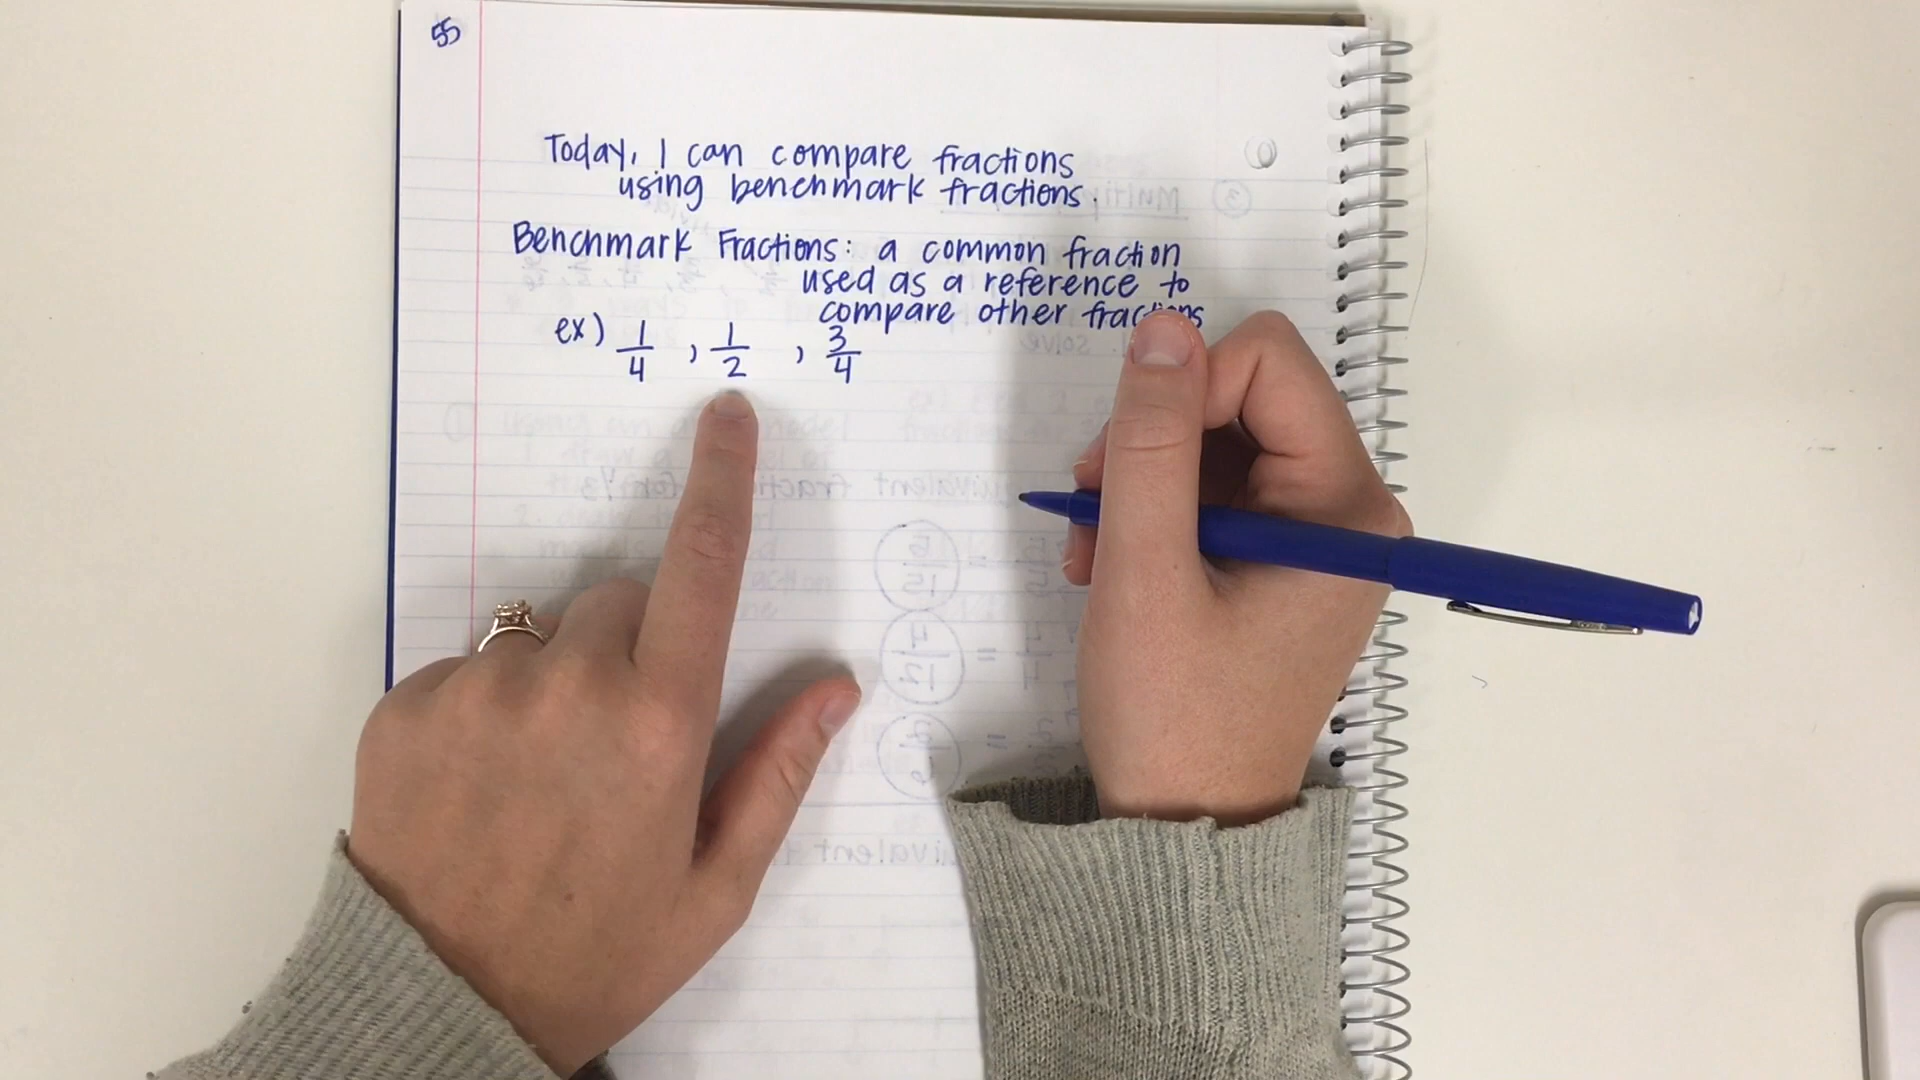 55
Today, I can compare fractions
using benchmark fractions.
Benchmark Fractions: a common fraction
used as a reference to
compare other fractions
ex) 1/4, 1/2, 3/4